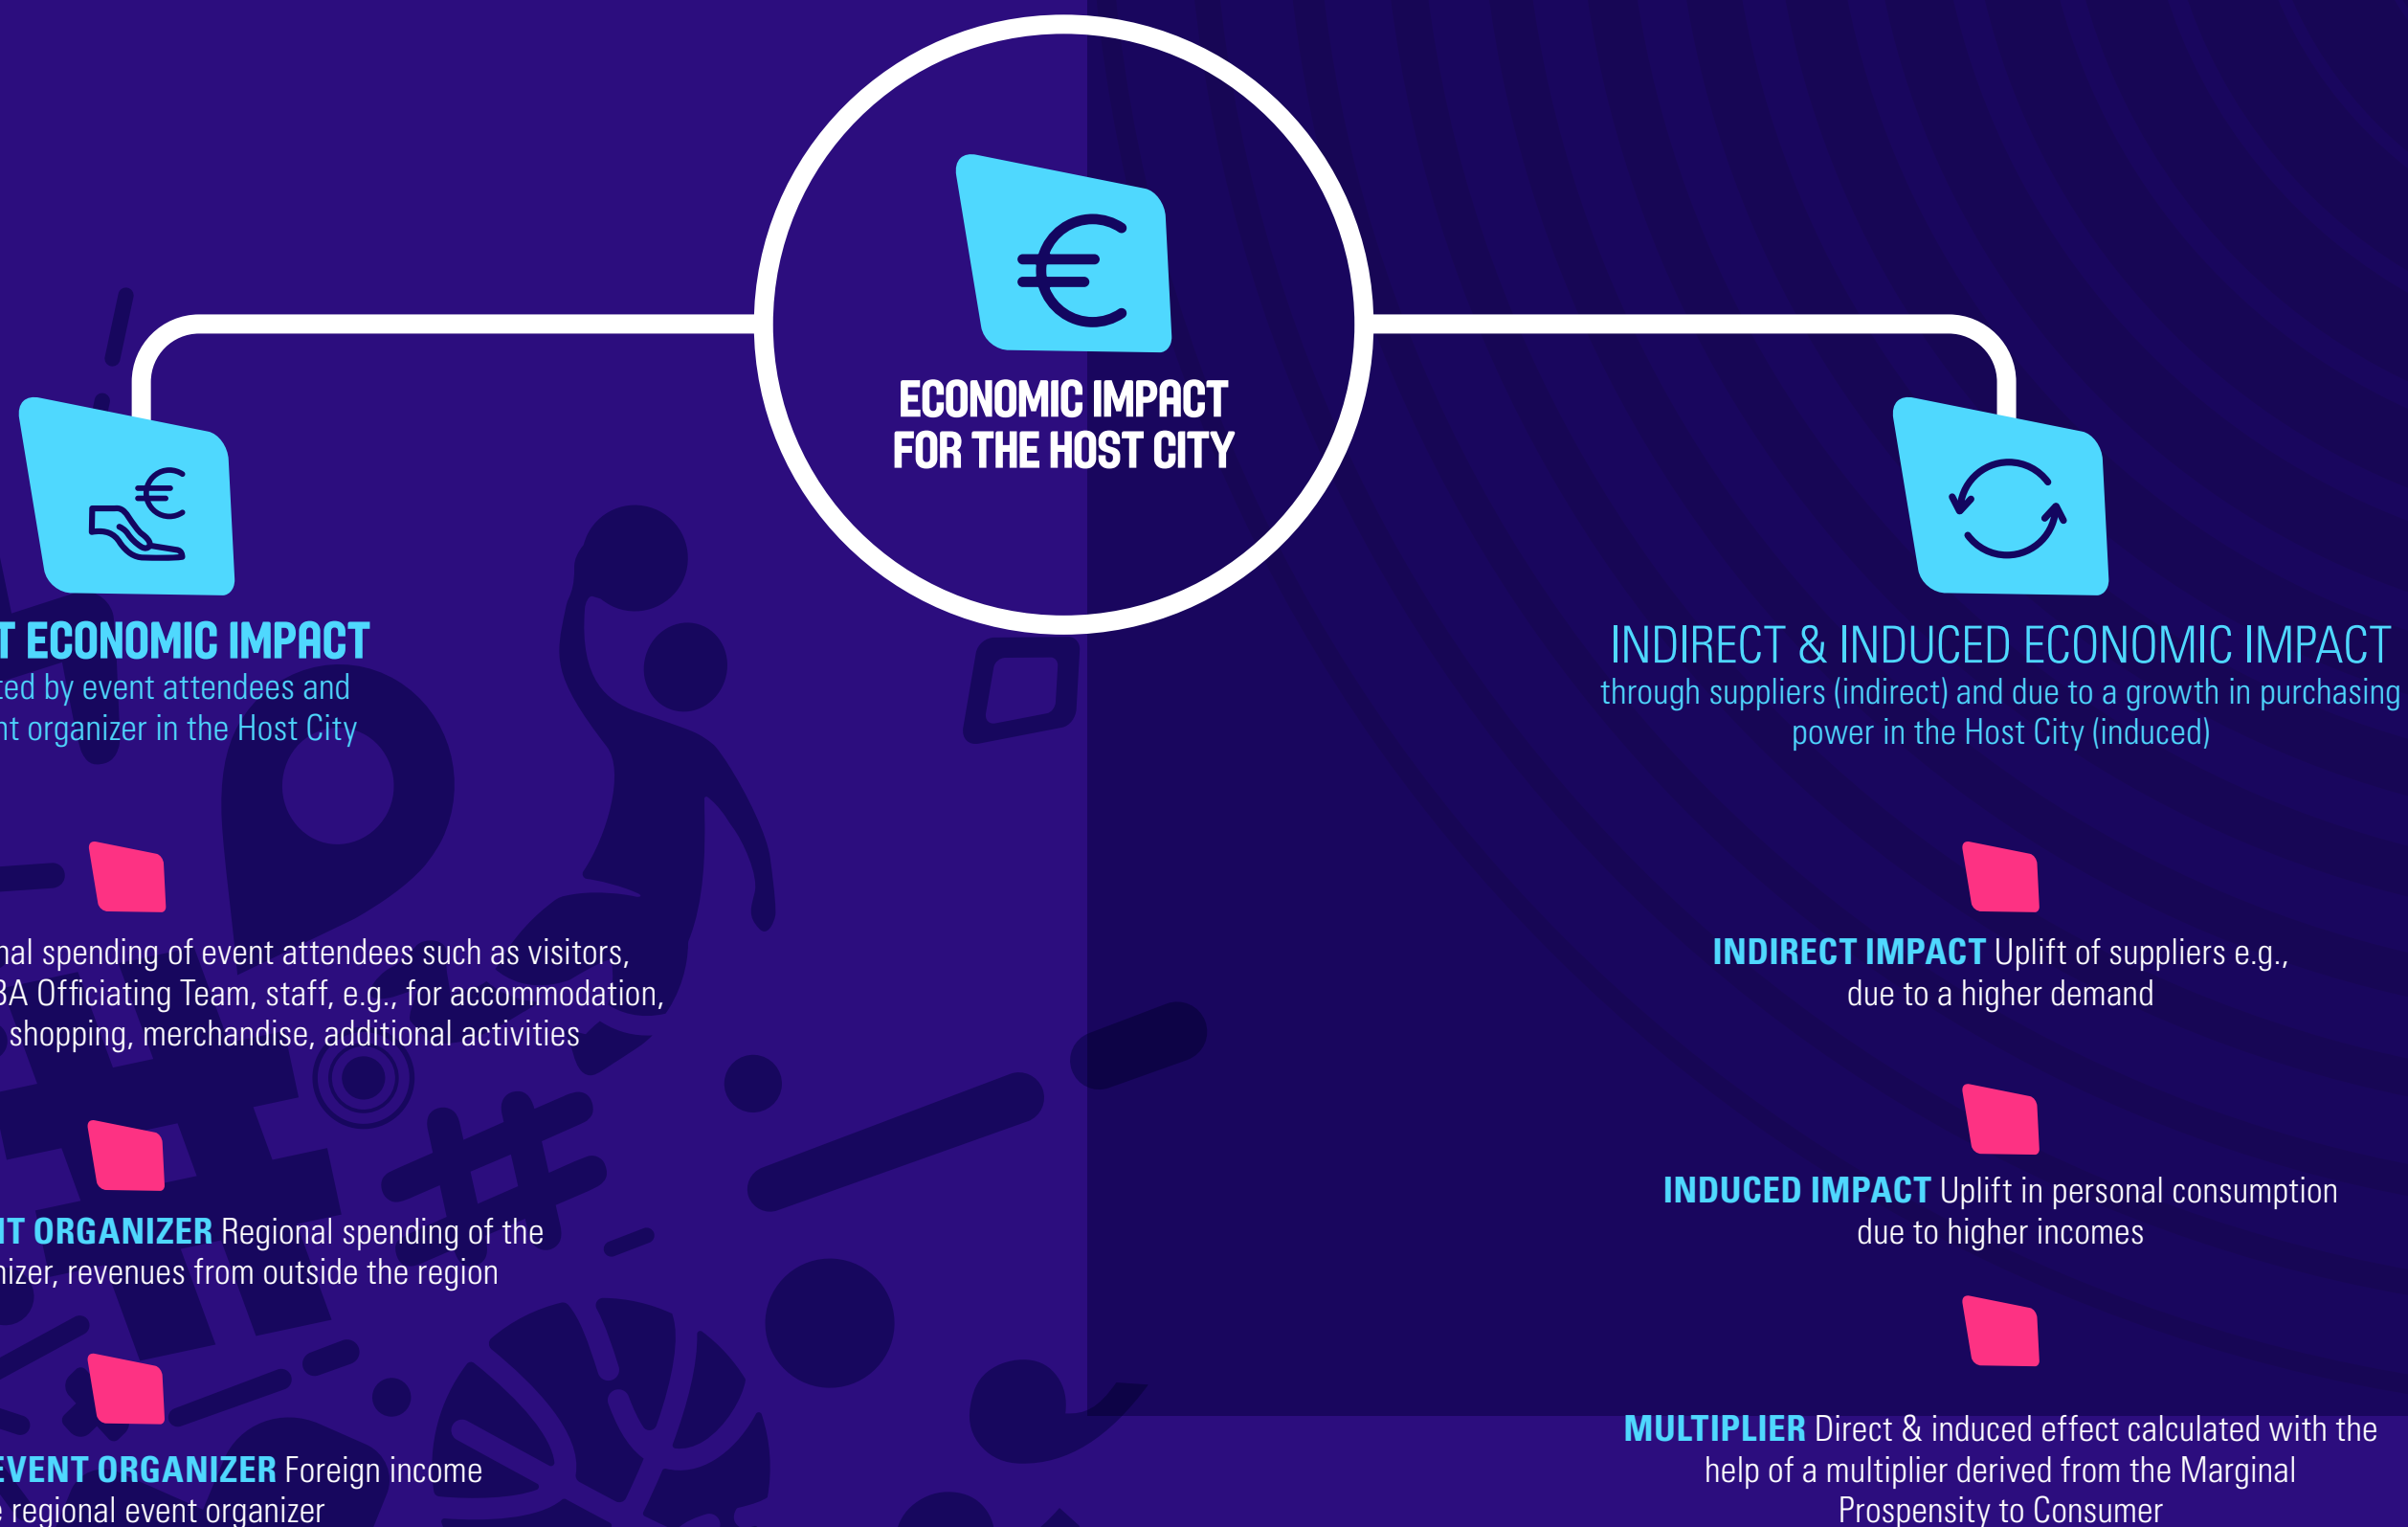 ECONOMIC IMPACT
FOR THE HOST CITY
T ECONOMIC IMPACT
ted by event attendees and
nt organizer in the Host City
nal spending of event attendees such as visitors,
BA Officiating Team, staff, e.g., for accommodation,
shopping, merchandise, additional activities
NT ORGANIZER Regional spending of the
nizer, revenues from outside the region
EVENT ORGANIZER Foreign income
e regional event organizer
INDIRECT & INDUCED ECONOMIC IMPACT
through suppliers (indirect) and due to a growth in purchasing
power in the Host City (induced)
INDIRECT IMPACT Uplift of suppliers e.g.,
due to a higher demand
INDUCED IMPACT Uplift in personal consumption
due to higher incomes
MULTIPLIER Direct & induced effect calculated with the
help of a multiplier derived from the Marginal
Prospensity to Consumer